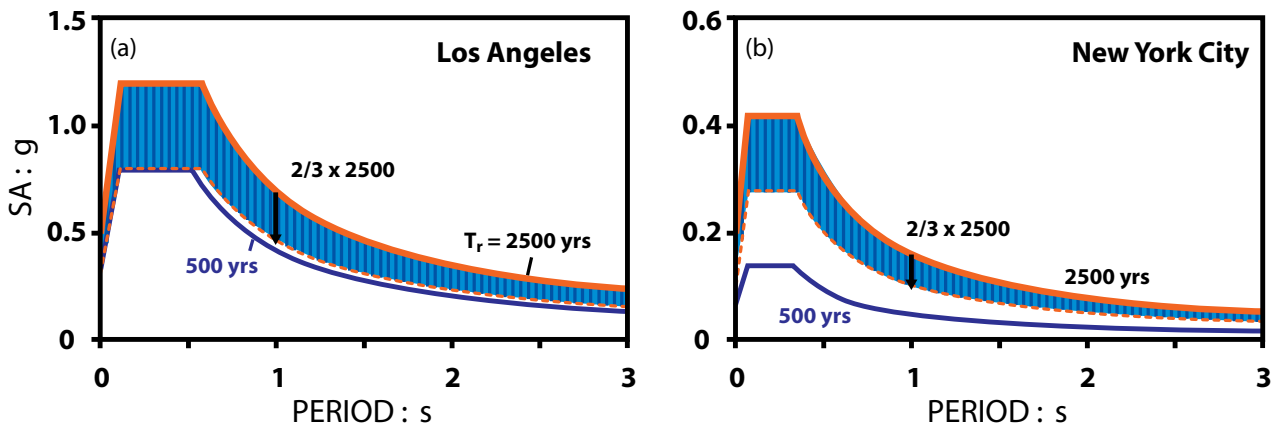 (a)
Los Angeles
SA : g
1.5
1.0
0.5
0
2/3 x 2500
Tr = 2500 yrs
500 yrs
0
1
2
3
PERIOD : s
(b)
New York City
0.6
0.4
0.2
0
2/3 x 2500
2500 yrs
500 yrs
0
1
2
3
PERIOD : s